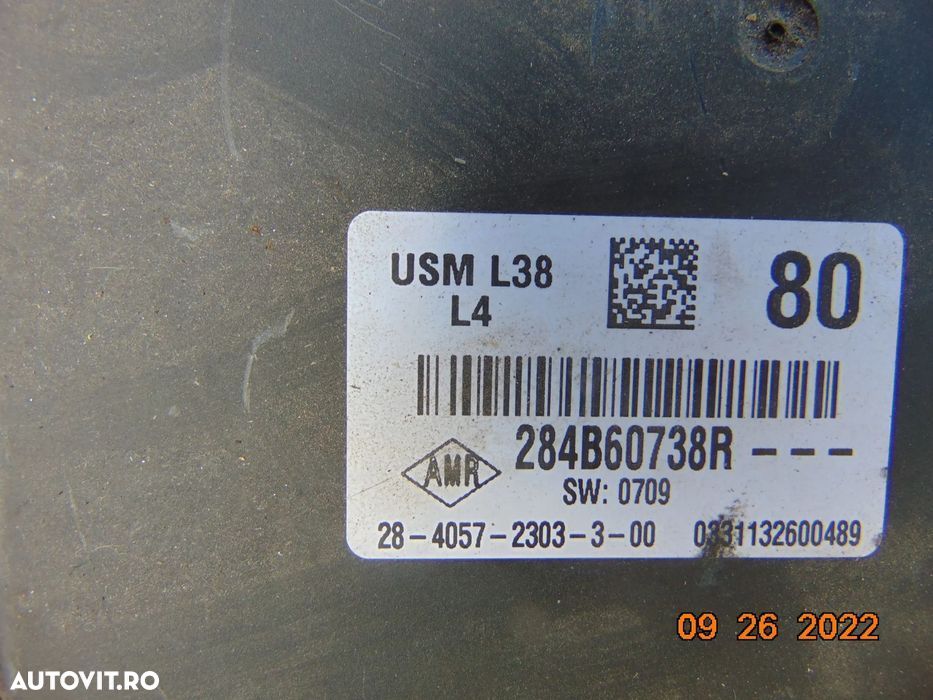 USM L38
L4
80
284B60738R - - -
AMR
SW: 0709
28-4057-2303-3-00 0331132600489
09 26 2022
AUTOVIT.RO